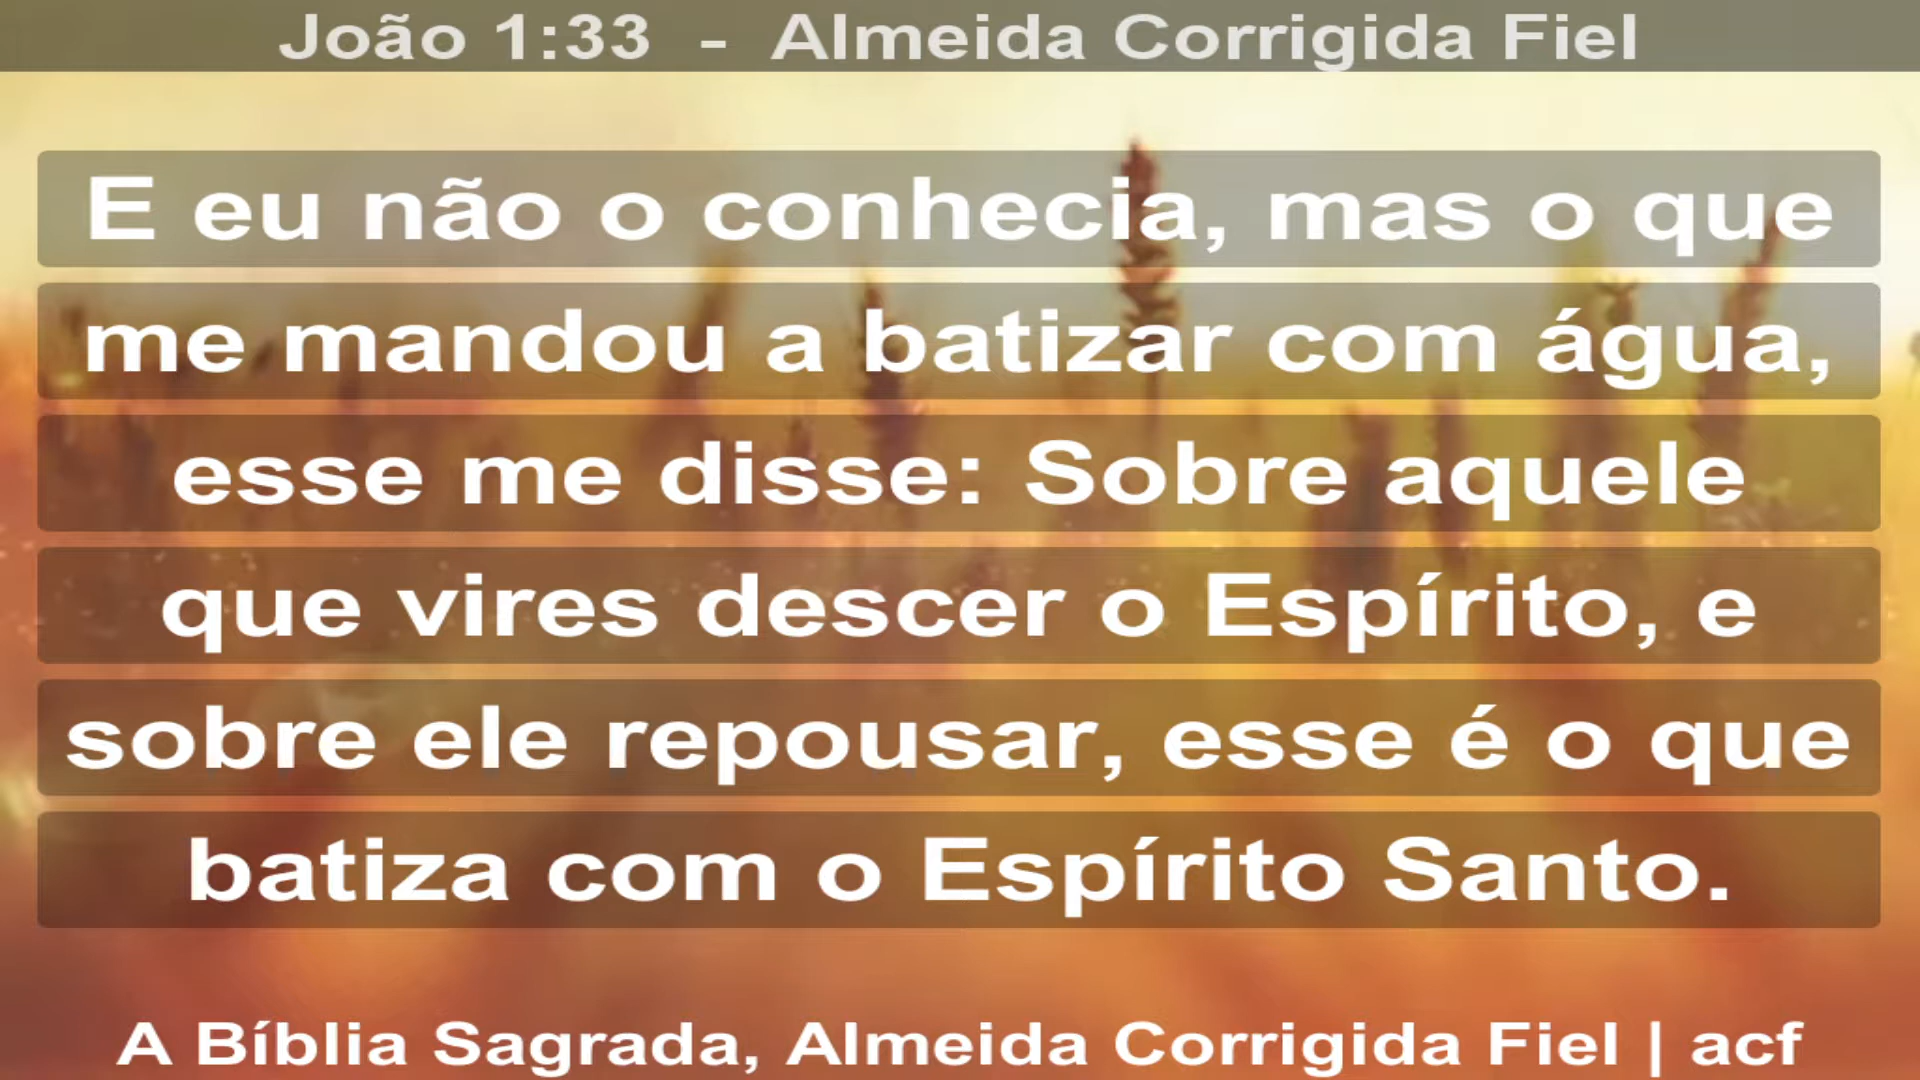 João 1:33 - Almeida Corrigida Fiel
E eu não o conhecia, mas o que
me mandou a batizar com água,
esse me disse: Sobre aquele
que vires descer o Espírito, e
sobre ele repousar, esse é o que
batiza com o Espírito Santo.
A Bíblia Sagrada, Almeida Corrigida Fiel | acf